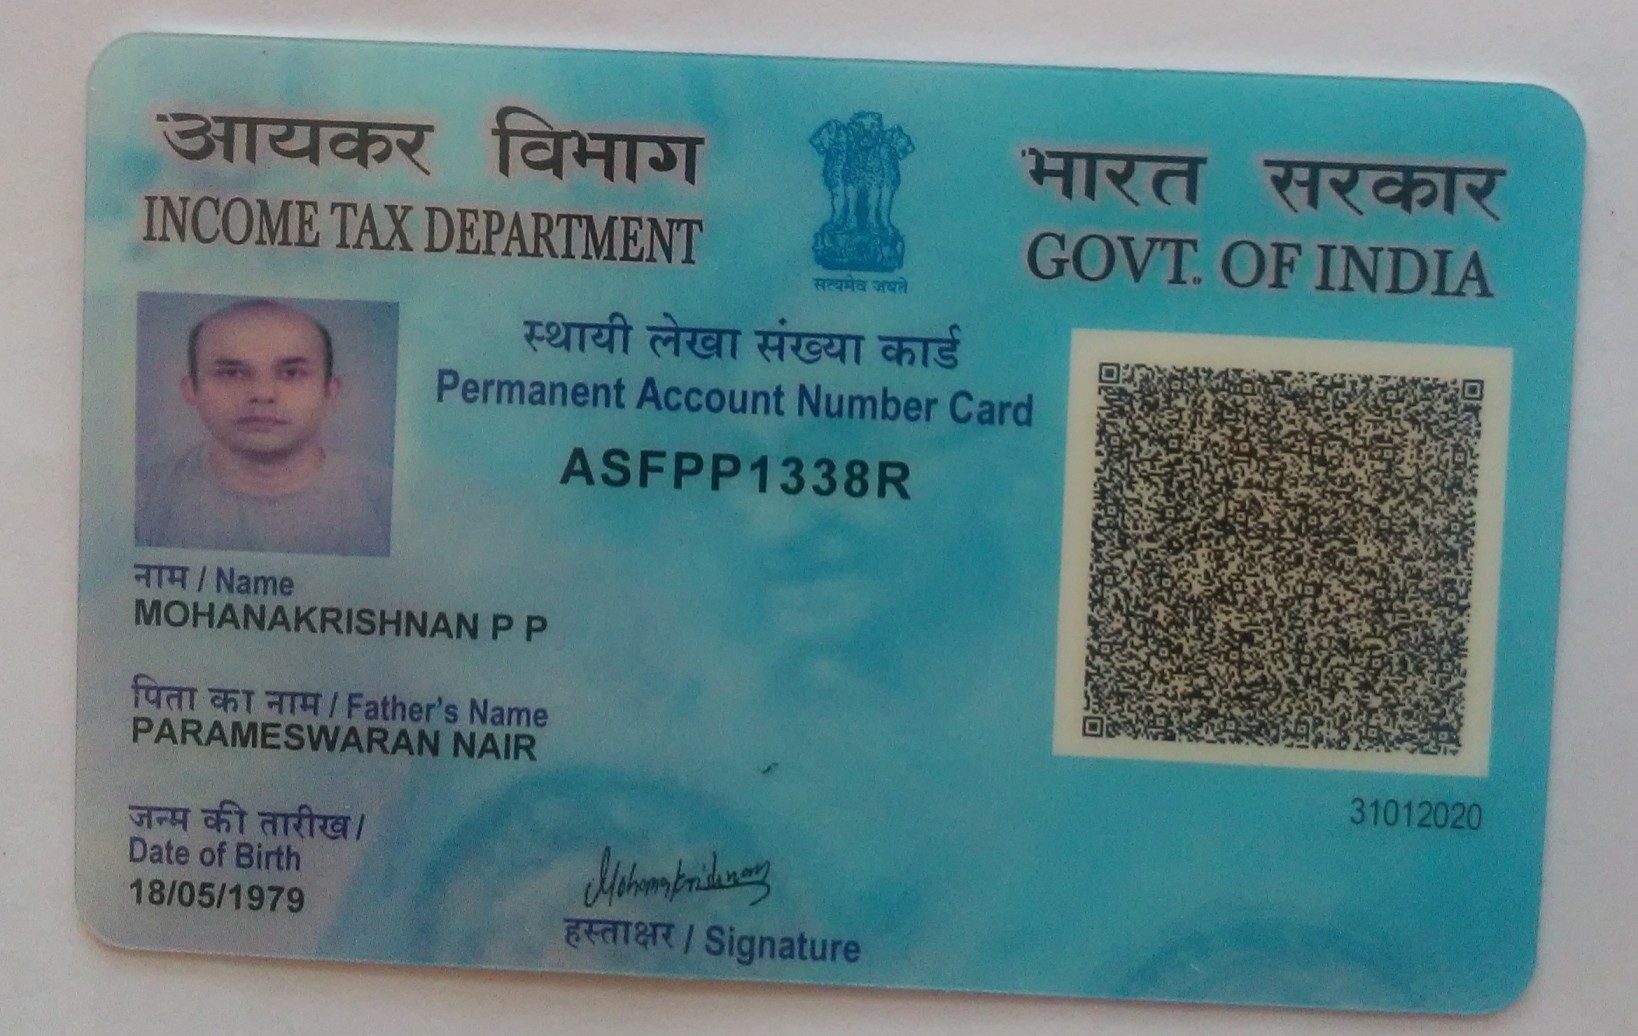 आयकर विभाग
INCOME TAX DEPARTMENT
सत्यमेव जयते
भारत सरकार
GOVT. OF INDIA
स्थायी लेखा संख्या कार्ड
Permanent Account Number Card
ASFPP1338R
नाम / Name
MOHANAKRISHNAN P P
पिता का नाम / Father's Name
PARAMESWARAN NAIR
जन्म की तारीख/
Date of Birth
18/05/1979
31012020
Mohanakrishnan
हस्ताक्षर / Signature